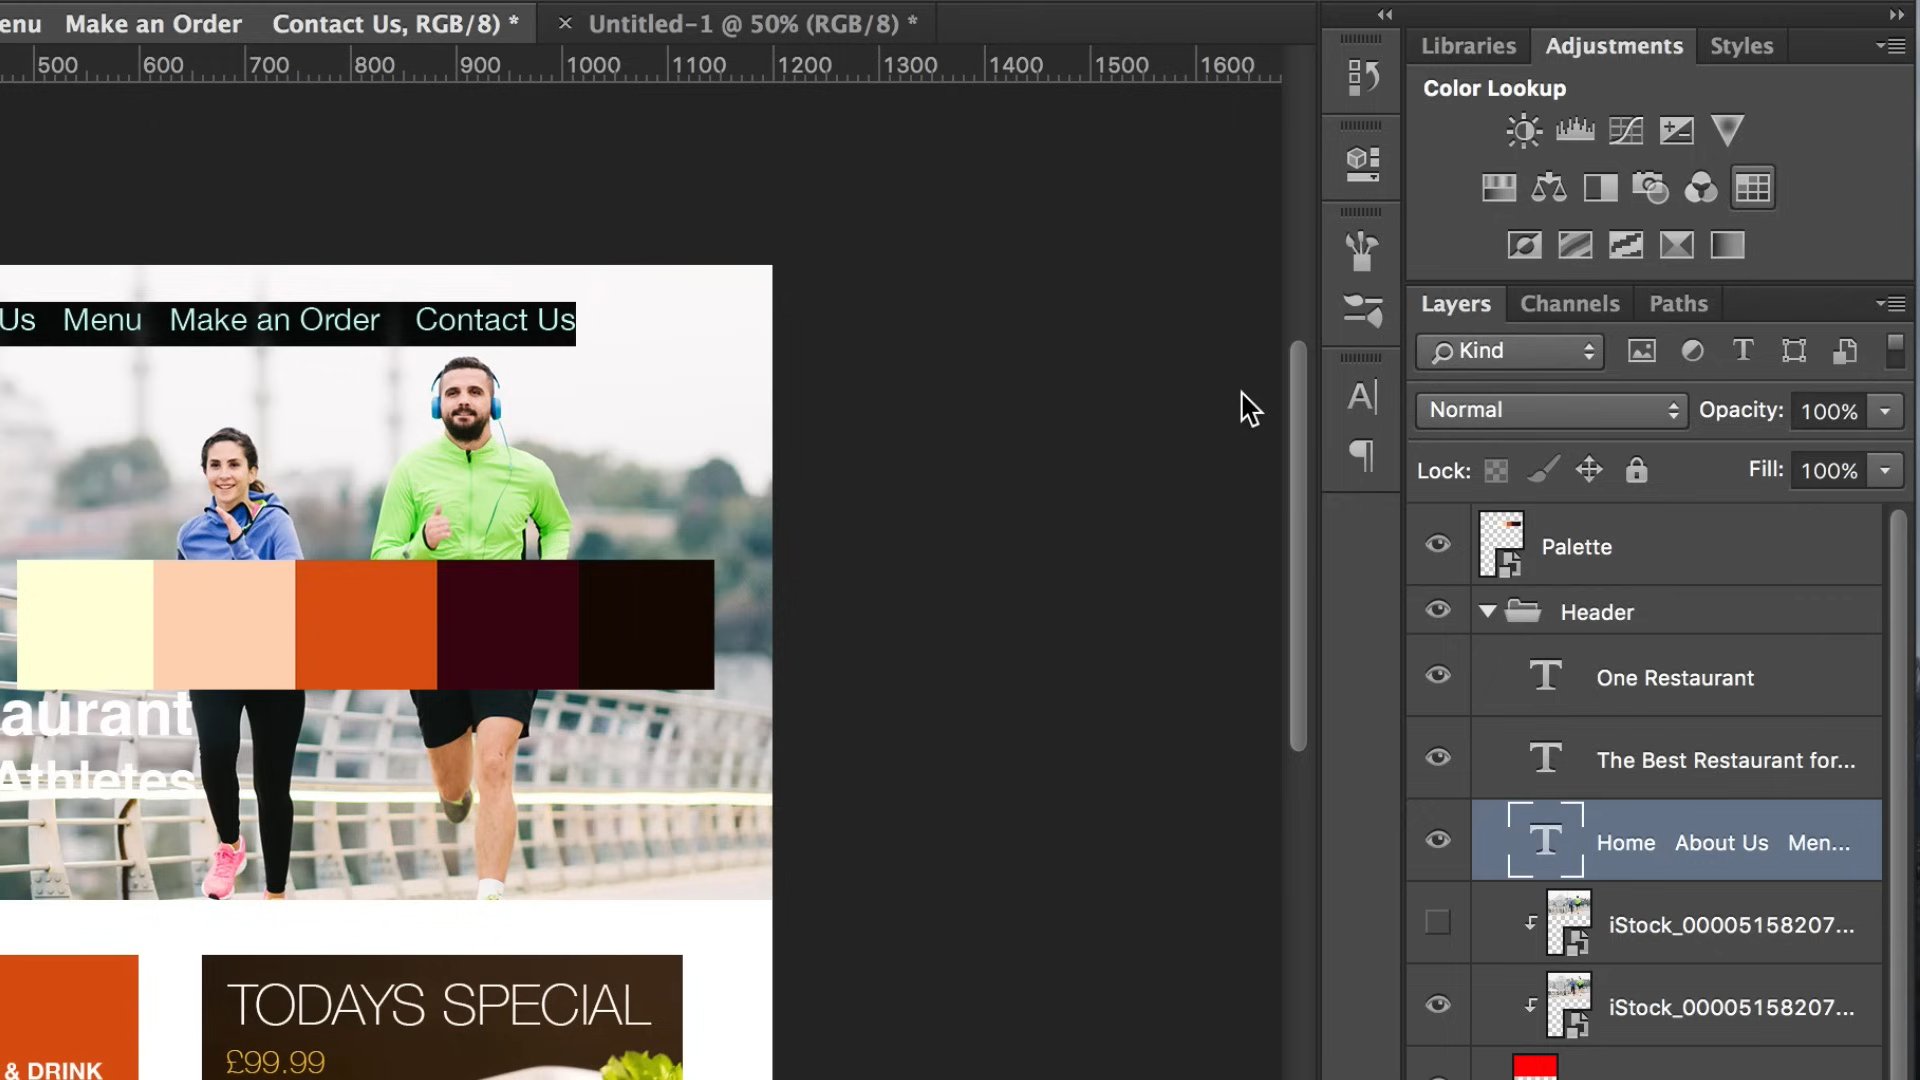 enu Make an Order Contact Us, RGB/8) *
× Untitled-1 @ 50% (RGB/8) *
500 600 700 800 900 1000 1100 1200 1300 1400 1500 1600
Libraries Adjustments Styles
Color Lookup
Layers Channels Paths
Kind
Normal Opacity: 100%
Lock: Fill: 100%
Palette
Header
One Restaurant
The Best Restaurant for...
Home About Us Men...
iStock_00005158207...
iStock_00005158207...
Us Menu Make an Order Contact Us
aurant
Athletes
& DRINK
TODAYS SPECIAL
£99.99